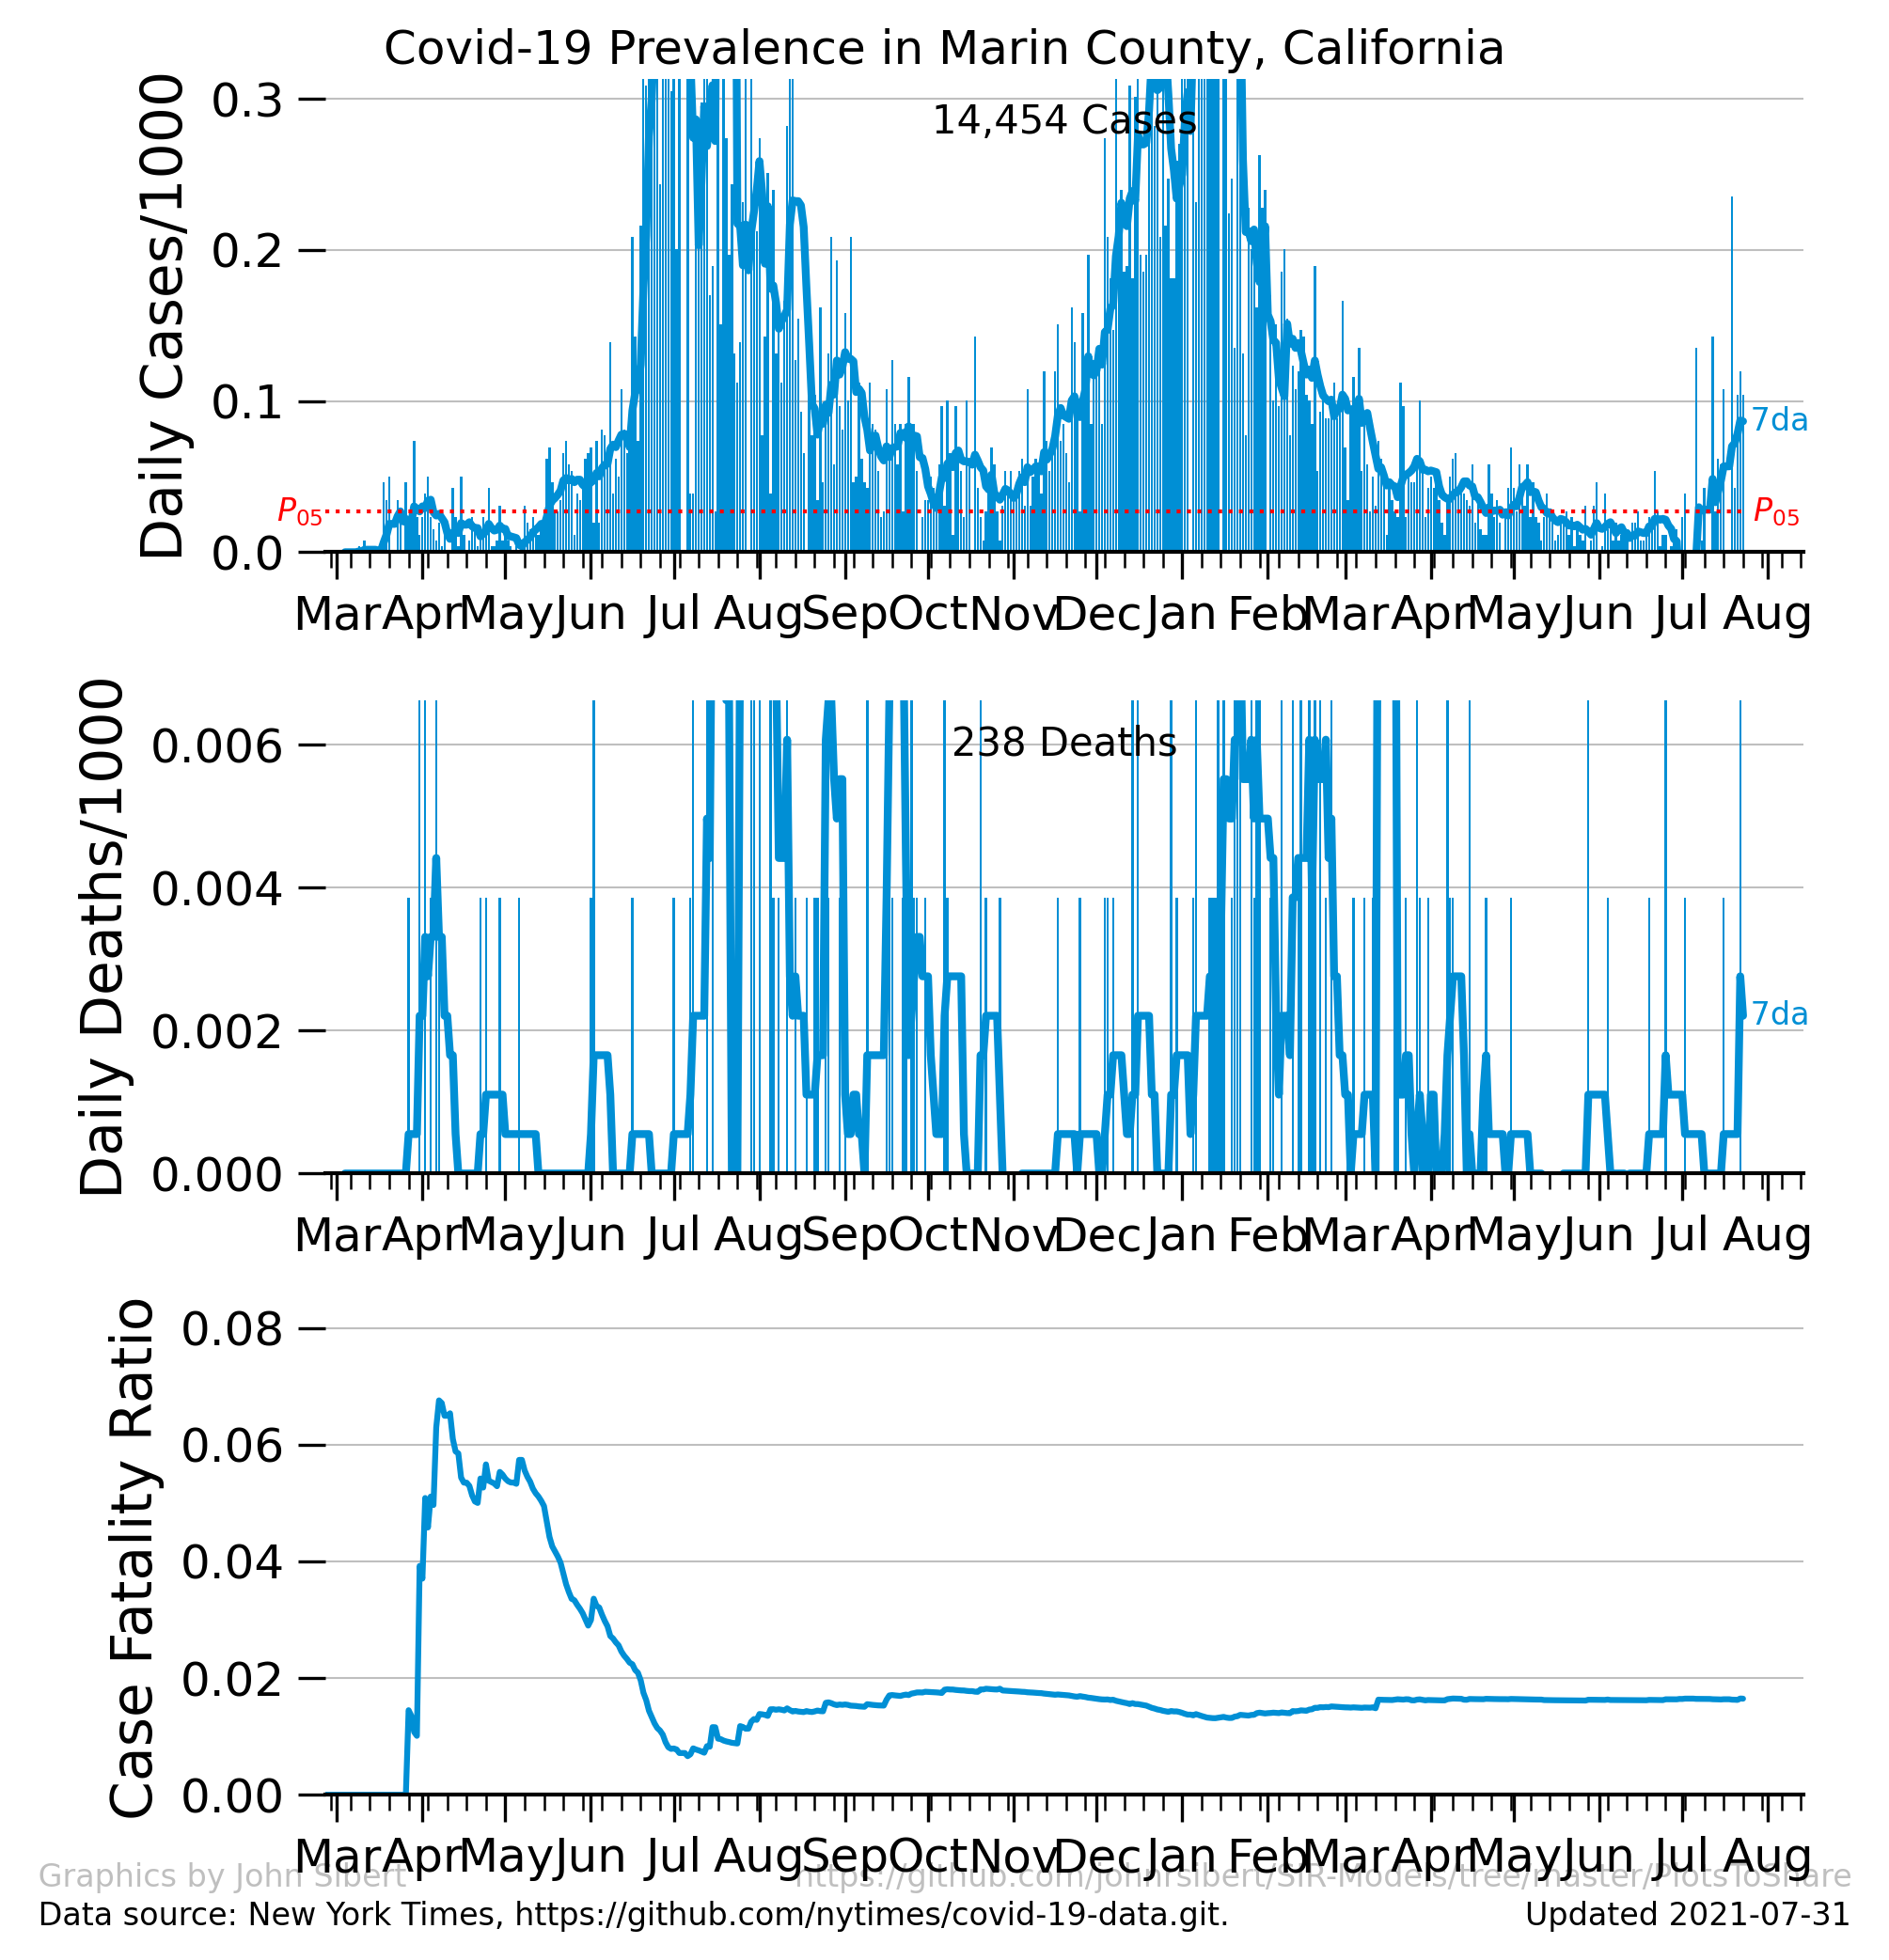 Covid-19 Prevalence in Marin County, California
Daily Cases/1000
0.3
0.2
0.1
0.0
14,454 Cases
7da
P05
P05
Mar Apr May Jun Jul Aug Sep Oct Nov Dec Jan Feb Mar Apr May Jun Jul Aug
Daily Deaths/1000
0.006
0.004
0.002
0.000
238 Deaths
7da
Mar Apr May Jun Jul Aug Sep Oct Nov Dec Jan Feb Mar Apr May Jun Jul Aug
Case Fatality Ratio
0.08
0.06
0.04
0.02
0.00
Mar Apr May Jun Jul Aug Sep Oct Nov Dec Jan Feb Mar Apr May Jun Jul Aug
Graphics by John Sibert
https://github.com/johnrsibert/SIR-Models/tree/master/PlotsToShare
Data source: New York Times, https://github.com/nytimes/covid-19-data.git.
Updated 2021-07-31